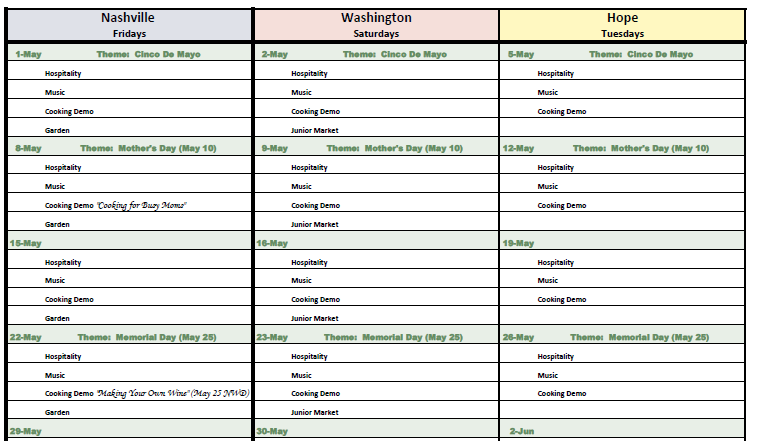 Nashville Washington Hope
Fridays Saturdays Tuesdays
1-May Theme: Cinco De Mayo 2-May Theme: Cinco De Mayo 5-May Theme: Cinco De Mayo
Hospitality Hospitality Hospitality
Music Music Music
Cooking Demo Cooking Demo Cooking Demo
Garden Junior Market
8-May Theme: Mother's Day (May 10) 9-May Theme: Mother's Day (May 10) 12-May Theme: Mother's Day (May 10)
Hospitality Hospitality Hospitality
Music Music Music
Cooking Demo "Cooking for Busy Moms" Cooking Demo Cooking Demo
Garden Junior Market
15-May 16-May 19-May
Hospitality Hospitality Hospitality
Music Music Music
Cooking Demo Cooking Demo Cooking Demo
Garden Junior Market
22-May Theme: Memorial Day (May 25) 23-May Theme: Memorial Day (May 25) 26-May Theme: Memorial Day (May 25)
Hospitality Hospitality Hospitality
Music Music Music
Cooking Demo "Making Your Own Wine" (May 25 NWD) Cooking Demo Cooking Demo
Garden Junior Market
29-May 30-May 2-Jun